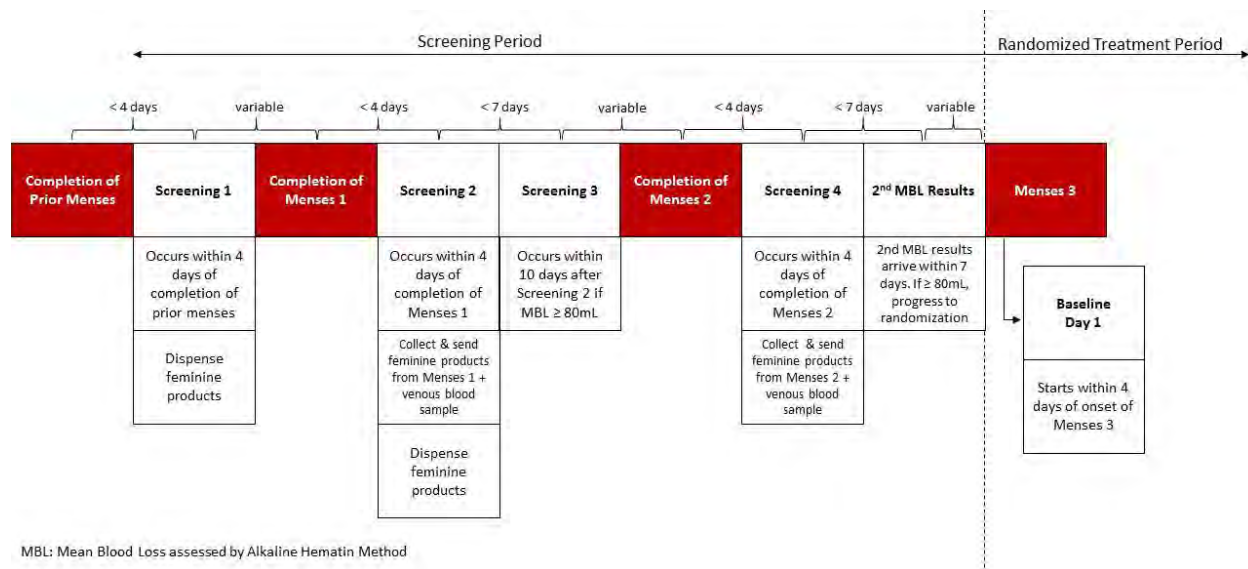 Screening Period
Randomized Treatment Period
< 4 days
variable
< 4 days
< 7 days
variable
< 4 days
< 7 days
variable
Completion of
Prior Menses
Screening 1
Completion of
Menses 1
Screening 2
Screening 3
Completion of
Menses 2
Screening 4
2nd MBL Results
Menses 3
Occurs within 4
days of
completion of
prior menses
Dispense
feminine
products
Occurs within 4
days of
completion of
Menses 1
Collect & send
feminine products
from Menses 1 +
venous blood
sample
Dispense
feminine
products
Occurs within
10 days after
Screening 2 if
MBL ≥ 80mL
Occurs within 4
days of
completion of
Menses 2
Collect & send
feminine products
from Menses 2 +
venous blood
sample
2nd MBL results
arrive within 7
days. If ≥ 80mL,
progress to
randomization
Baseline
Day 1
Starts within 4
days of onset of
Menses 3
MBL: Mean Blood Loss assessed by Alkaline Hematin Method